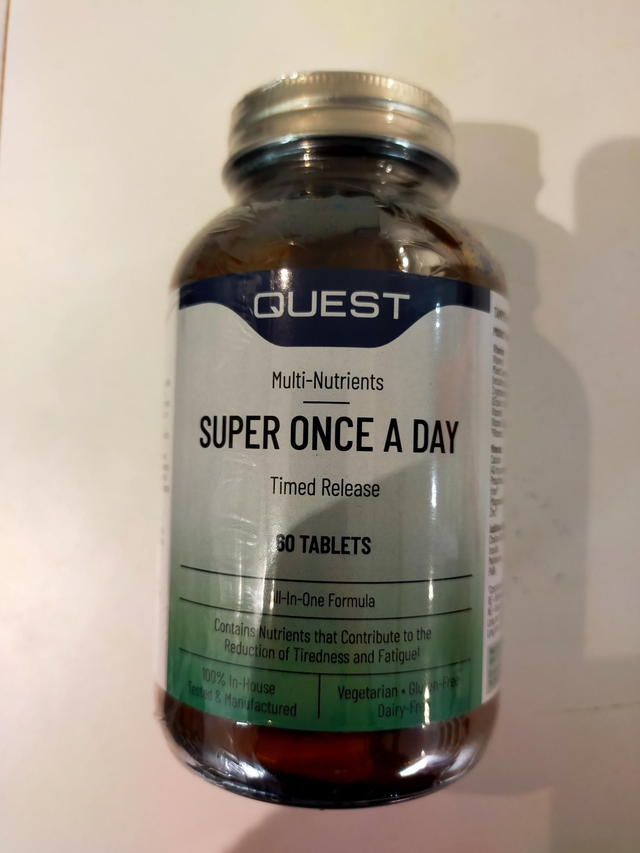 QUEST
Multi-Nutrients
SUPER ONCE A DAY
Timed Release
60 TABLETS
All-In-One Formula
Contains Nutrients that Contribute to the
Reduction of Tiredness and Fatigue!
100% In-House
Tested & Manufactured
Vegetarian • Gluten-Free
Dairy-Free